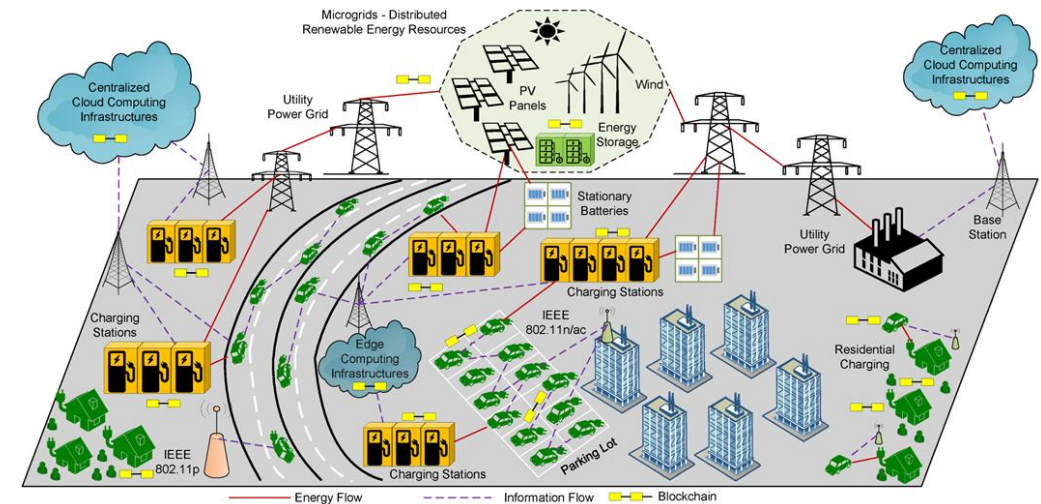 Microgrids - Distributed
Renewable Energy Resources
Centralized
Cloud Computing
Infrastructures
Centralized
Cloud Computing
Infrastructures
Utility
Power Grid
PV
Panels
Wind
Energy
Storage
Stationary
Batteries
Utility
Power Grid
Base
Station
Charging Stations
Charging
Stations
IEEE
802.11n/ac
Edge
Computing
Infrastructures
Residential
Charging
IEEE
802.11p
Charging Stations
Parking Lot
Energy Flow
Information Flow
Blockchain